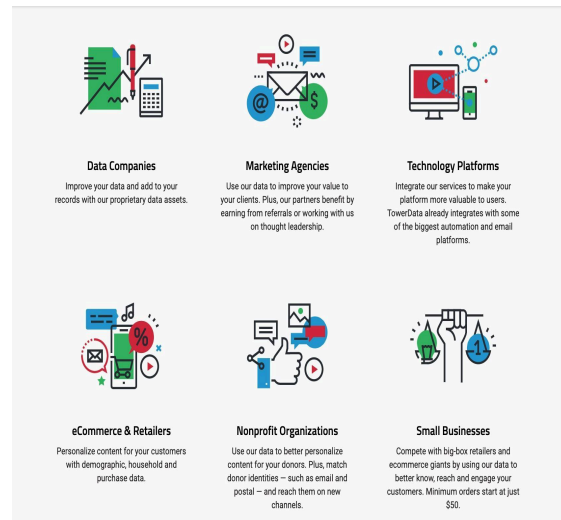 Data Companies
Improve your data and add to your
records with our proprietary data assets.
Marketing Agencies
Use our data to improve your value to
your clients. Plus, our partners benefit by
earning from referrals or working with us
on thought leadership.
Technology Platforms
Integrate our services to make your
platform more valuable to users.
TowerData already integrates with some
of the biggest automation and email
platforms.
@
$
eCommerce & Retailers
Personalize content for your customers
with demographic, household and
purchase data.
Nonprofit Organizations
Use our data to better personalize
content for your donors. Plus, match
donor identities — such as email and
postal — and reach them on new
channels.
Small Businesses
Compete with big-box retailers and
ecommerce giants by using our data to
better know, reach and engage your
customers. Minimum orders start at just
$50.
%
1